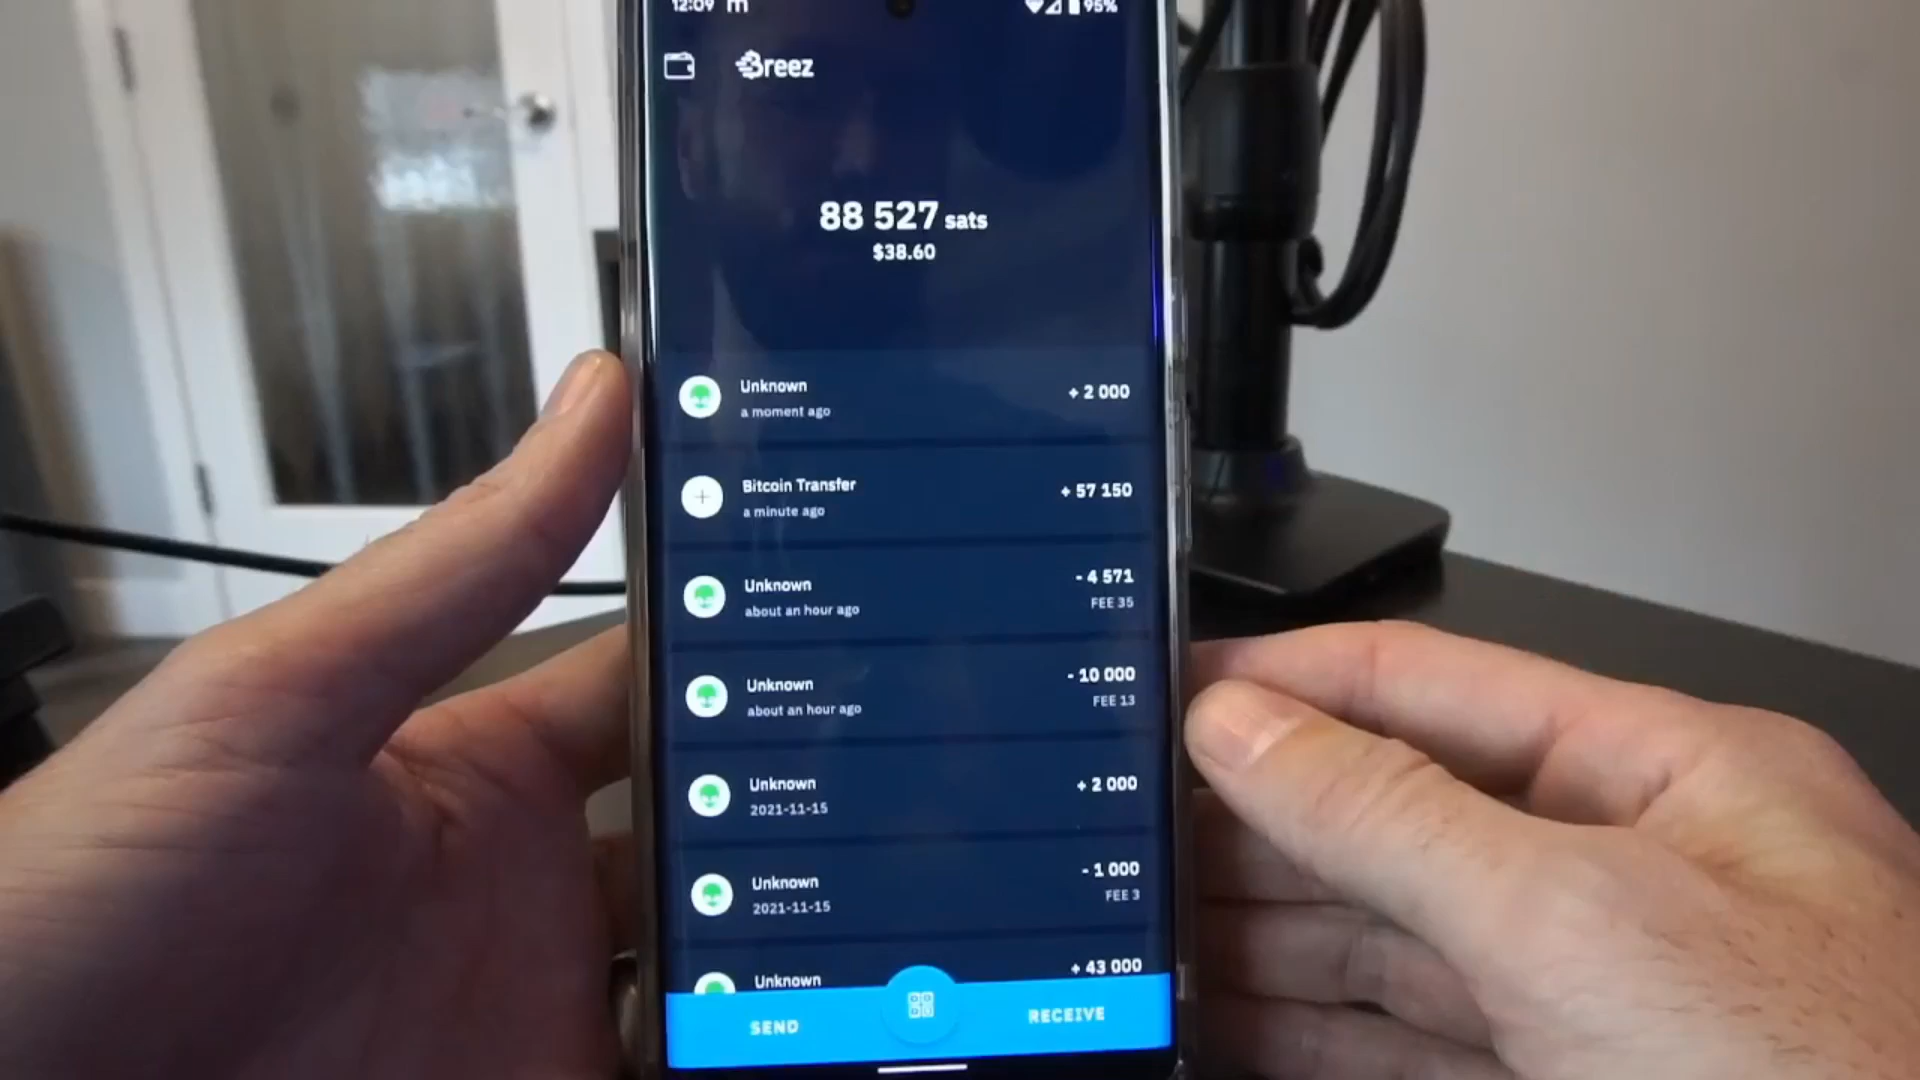 12:09 m 95%
Breez
88 527 sats
$38.60
Unknown + 2 000
a moment ago
Bitcoin Transfer + 57 150
a minute ago
Unknown - 4 571
about an hour ago FEE 35
Unknown - 10 000
about an hour ago FEE 13
Unknown + 2 000
2021-11-15
Unknown - 1 000
2021-11-15 FEE 3
Unknown + 43 000
SEND RECEIVE